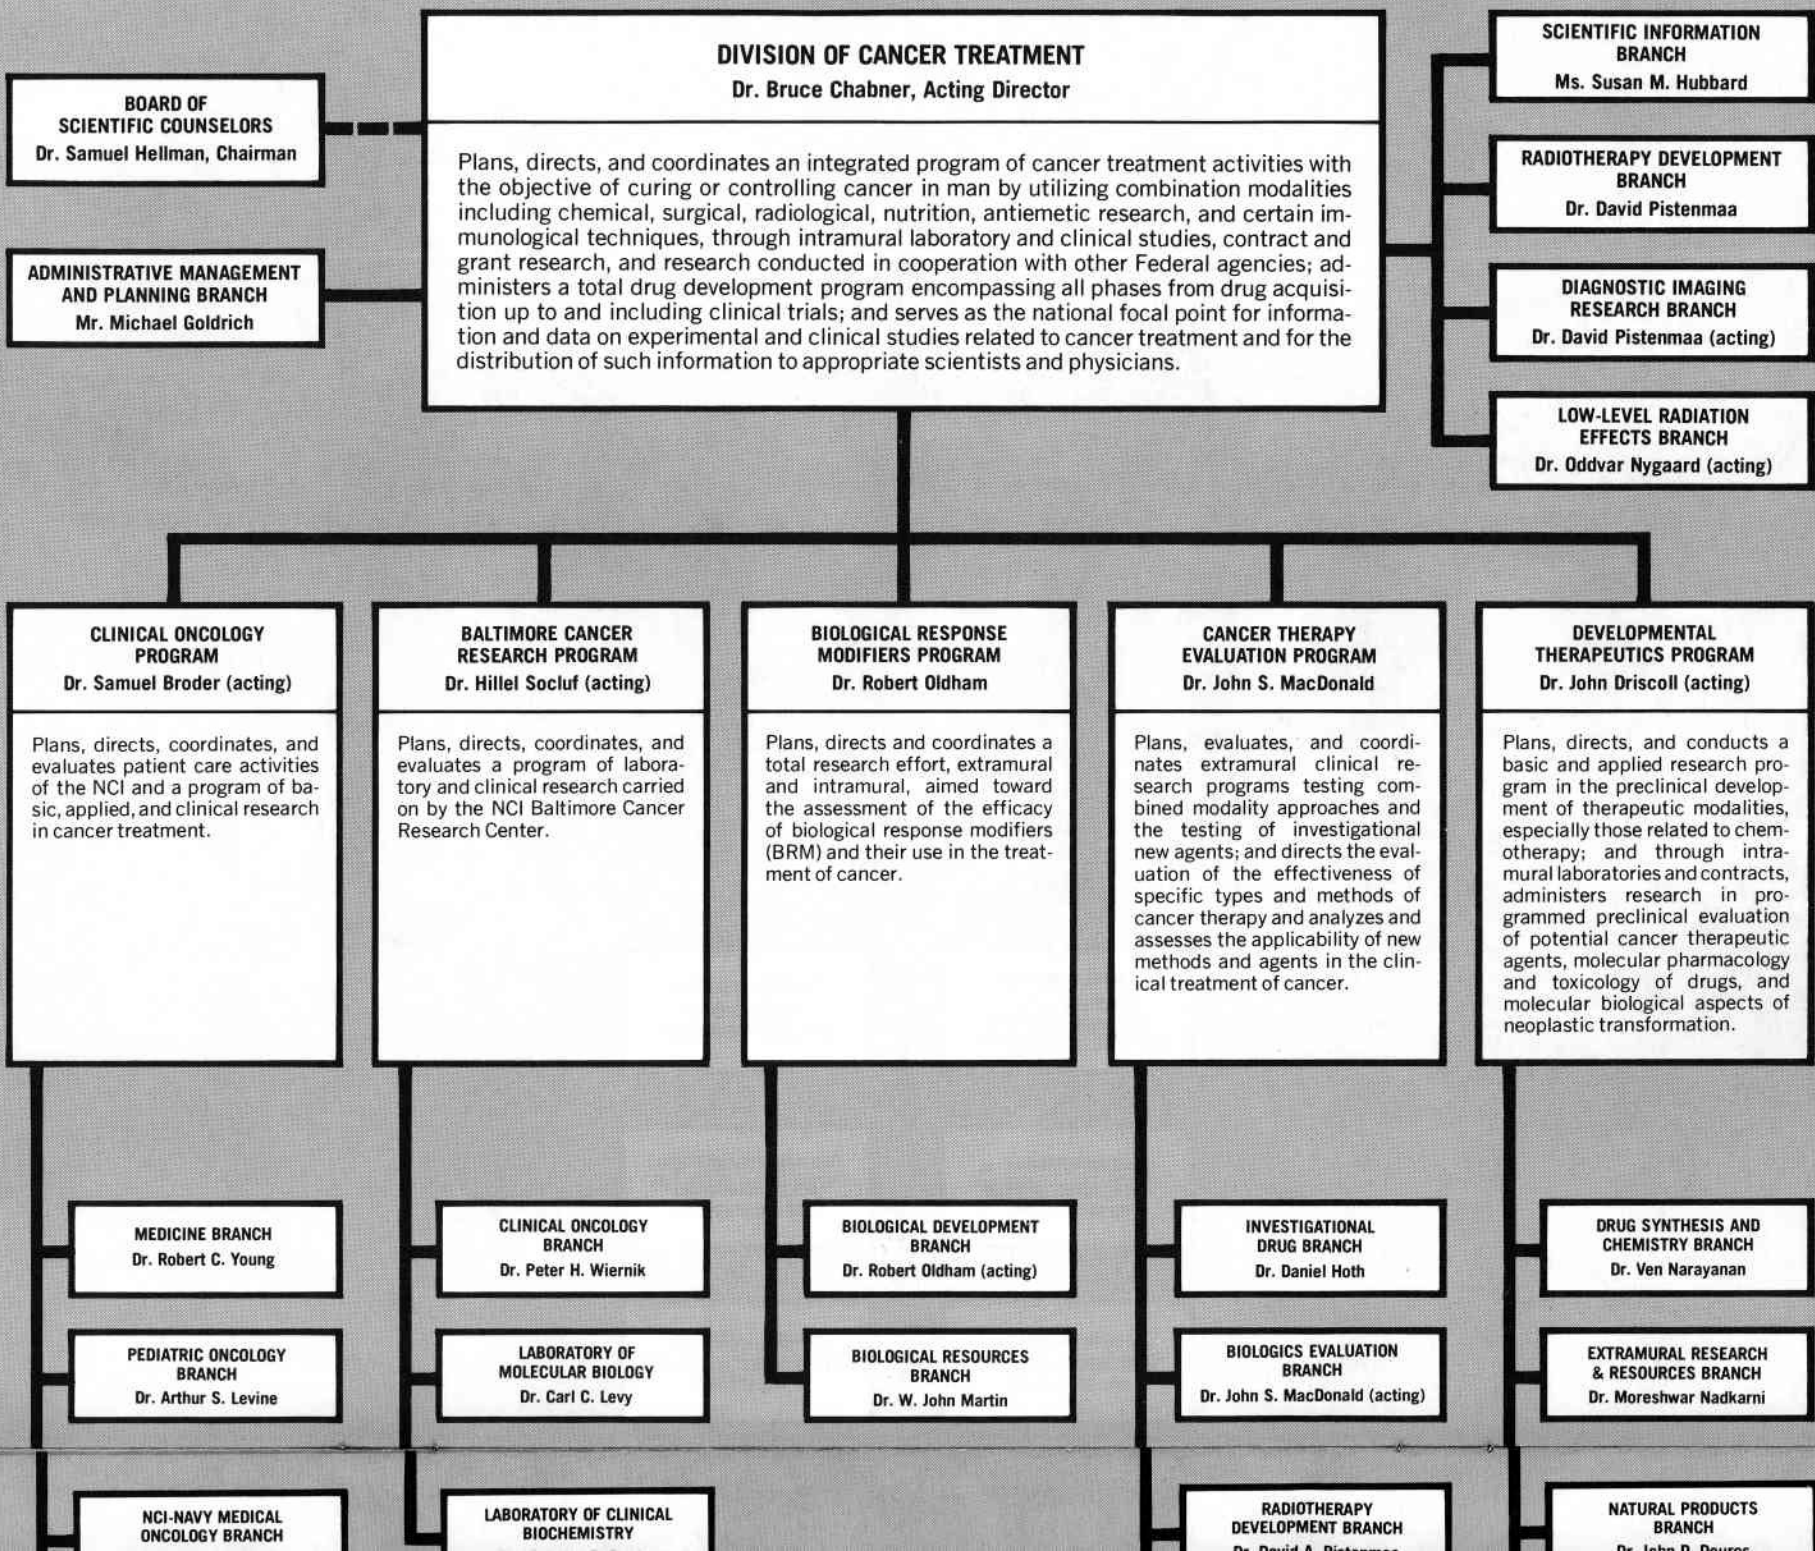 DIVISION OF CANCER TREATMENT
Dr. Bruce Chabner, Acting Director
Plans, directs, and coordinates an integrated program of cancer treatment activities with
the objective of curing or controlling cancer in man by utilizing combination modalities
including chemical, surgical, radiological, nutrition, antiemetic research, and certain im-
munological techniques, through intramural laboratory and clinical studies, contract and
grant research, and research conducted in cooperation with other Federal agencies; ad-
ministers a total drug development program encompassing all phases from drug acquisi-
tion up to and including clinical trials; and serves as the national focal point for informa-
tion and data on experimental and clinical studies related to cancer treatment and for the
distribution of such information to appropriate scientists and physicians.
BOARD OF
SCIENTIFIC COUNSELORS
Dr. Samuel Hellman, Chairman
ADMINISTRATIVE MANAGEMENT
AND PLANNING BRANCH
Mr. Michael Goldrich
SCIENTIFIC INFORMATION
BRANCH
Ms. Susan M. Hubbard
RADIOTHERAPY DEVELOPMENT
BRANCH
Dr. David Pistenmaa
DIAGNOSTIC IMAGING
RESEARCH BRANCH
Dr. David Pistenmaa (acting)
LOW-LEVEL RADIATION
EFFECTS BRANCH
Dr. Oddvar Nygaard (acting)
CLINICAL ONCOLOGY
PROGRAM
Dr. Samuel Broder (acting)
Plans, directs, coordinates, and
evaluates patient care activities
of the NCI and a program of ba-
sic, applied, and clinical research
in cancer treatment.
BALTIMORE CANCER
RESEARCH PROGRAM
Dr. Hillel Socluf (acting)
Plans, directs, coordinates, and
evaluates a program of labora-
tory and clinical research carried
on by the NCI Baltimore Cancer
Research Center.
BIOLOGICAL RESPONSE
MODIFIERS PROGRAM
Dr. Robert Oldham
Plans, directs and coordinates a
total research effort, extramural
and intramural, aimed toward
the assessment of the efficacy
of biological response modifiers
(BRM) and their use in the treat-
ment of cancer.
CANCER THERAPY
EVALUATION PROGRAM
Dr. John S. MacDonald
Plans, evaluates, and coordi-
nates extramural clinical re-
search programs testing com-
bined modality approaches and
the testing of investigational
new agents; and directs the eval-
uation of the effectiveness of
specific types and methods of
cancer therapy and analyzes and
assesses the applicability of new
methods and agents in the clin-
ical treatment of cancer.
DEVELOPMENTAL
THERAPEUTICS PROGRAM
Dr. John Driscoll (acting)
Plans, directs, and conducts a
basic and applied research pro-
gram in the preclinical develop-
ment of therapeutic modalities,
especially those related to chem-
otherapy; and through intra-
mural laboratories and contracts,
administers research in pro-
grammed preclinical evaluation
of potential cancer therapeutic
agents, molecular pharmacology
and toxicology of drugs, and
molecular biological aspects of
neoplastic transformation.
MEDICINE BRANCH
Dr. Robert C. Young
PEDIATRIC ONCOLOGY
BRANCH
Dr. Arthur S. Levine
NCI-NAVY MEDICAL
ONCOLOGY BRANCH
CLINICAL ONCOLOGY
BRANCH
Dr. Peter H. Wiernik
LABORATORY OF
MOLECULAR BIOLOGY
Dr. Carl C. Levy
LABORATORY OF CLINICAL
BIOCHEMISTRY
BIOLOGICAL DEVELOPMENT
BRANCH
Dr. Robert Oldham (acting)
BIOLOGICAL RESOURCES
BRANCH
Dr. W. John Martin
INVESTIGATIONAL
DRUG BRANCH
Dr. Daniel Hoth
BIOLOGICS EVALUATION
BRANCH
Dr. John S. MacDonald (acting)
RADIOTHERAPY
DEVELOPMENT BRANCH
Dr. David A. Pistenmaa
DRUG SYNTHESIS AND
CHEMISTRY BRANCH
Dr. Ven Narayanan
EXTRAMURAL RESEARCH
& RESOURCES BRANCH
Dr. Moreshwar Nadkarni
NATURAL PRODUCTS
BRANCH
Dr. John D. Douros